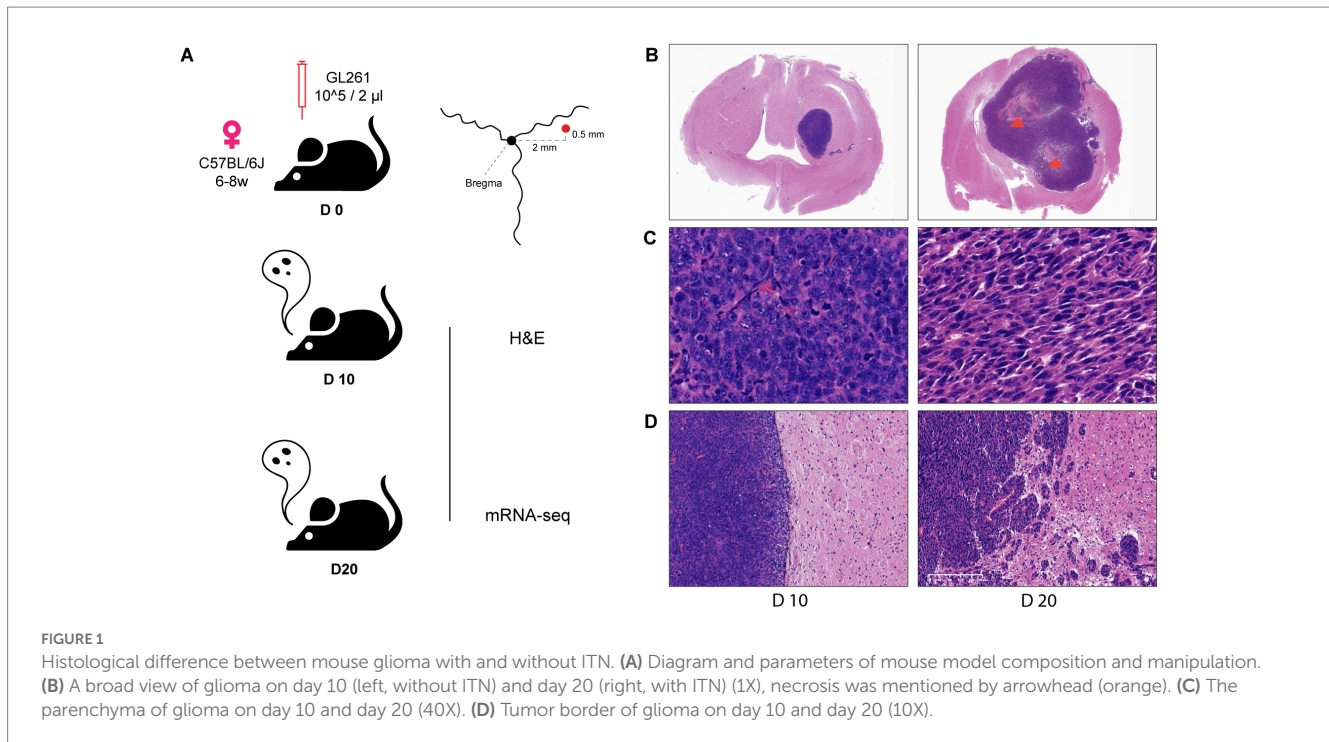 A
GL261
10^5 / 2 µl
C57BL/6J
6-8w
D 0
0.5 mm
2 mm
Bregma
D 10
H&E
D20
mRNA-seq
B
C
D
D 10
D 20
FIGURE 1
Histological difference between mouse glioma with and without ITN. (A) Diagram and parameters of mouse model composition and manipulation.
(B) A broad view of glioma on day 10 (left, without ITN) and day 20 (right, with ITN) (1X), necrosis was mentioned by arrowhead (orange). (C) The
parenchyma of glioma on day 10 and day 20 (40X). (D) Tumor border of glioma on day 10 and day 20 (10X).